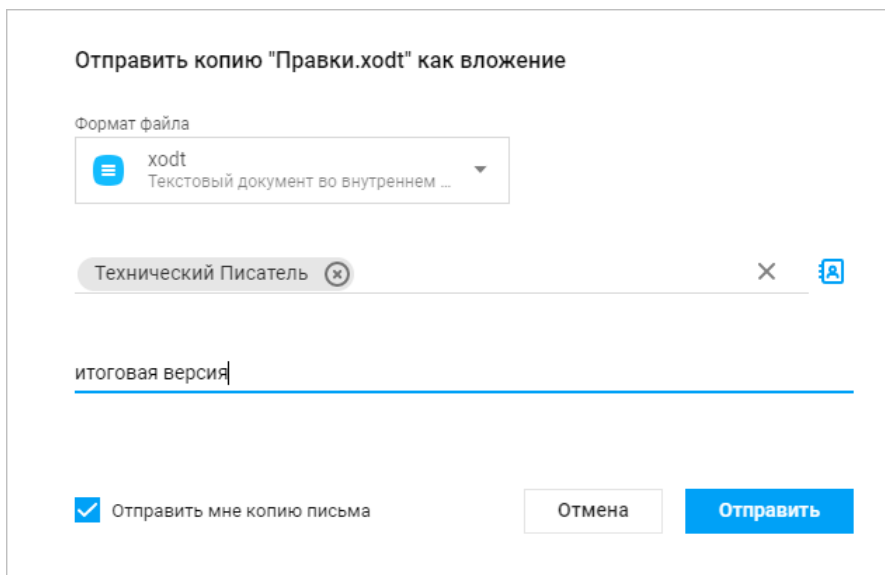 Отправить копию "Правки.xodt" как вложение
Формат файла
xodt
Текстовый документ во внутреннем ...
Технический Писатель
итоговая версия
Отправить мне копию письма
Отмена
Отправить